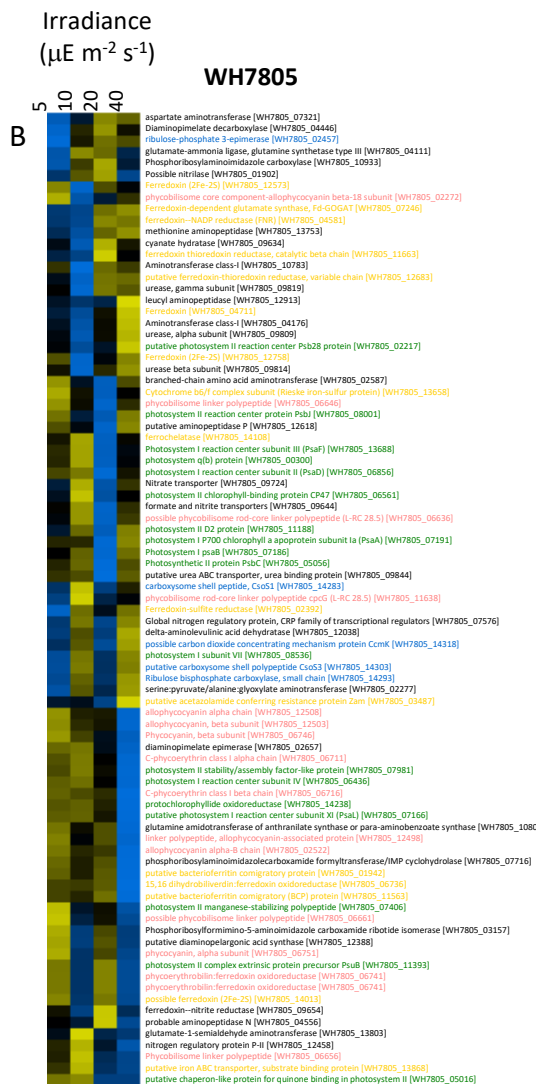 Irradiance
(μE m-2 s-1)
WH7805
5
10
20
40
B
aspartate aminotransferase [WH7805_07321]
Diaminopimelate decarboxylase [WH7805_04446]
ribulose-phosphate 3-epimerase [WH7805_02457]
glutamate-ammonia ligase, glutamine synthetase type III [WH7805_04111]
Phosphoribosylaminoimidazole carboxylase [WH7805_10933]
Possible nitrilase [WH7805_01902]
Ferredoxin (2Fe-2S) [WH7805_12573]
phycobilisome core component-allophycocyanin beta-18 subunit [WH7805_02272]
Ferredoxin-dependent glutamate synthase, Fd-GOGAT [WH7805_07246]
ferredoxin--NADP reductase (FNR) [WH7805_04581]
methionine aminopeptidase [WH7805_13753]
cyanate hydratase [WH7805_09634]
ferredoxin thioredoxin reductase, catalytic beta chain [WH7805_11663]
Aminotransferase class-I [WH7805_10783]
putative ferredoxin-thioredoxin reductase, variable chain [WH7805_12683]
urease, gamma subunit [WH7805_09819]
leucyl aminopeptidase [WH7805_12913]
Ferredoxin [WH7805_04711]
Aminotransferase class-I [WH7805_04176]
urease, alpha subunit [WH7805_09809]
putative photosystem II reaction center Psb28 protein [WH7805_02217]
Ferredoxin (2Fe-2S) [WH7805_12758]
urease beta subunit [WH7805_09814]
branched-chain amino acid aminotransferase [WH7805_02587]
Cytochrome b6/f complex subunit (Rieske iron-sulfur protein) [WH7805_13658]
phycobilisome linker polypeptide [WH7805_06646]
photosystem II reaction center protein PsbJ [WH7805_08001]
putative aminopeptidase P [WH7805_12618]
ferrochelatase [WH7805_14108]
Photosystem I reaction center subunit III (PsaF) [WH7805_13688]
photosystem q(b) protein [WH7805_00300]
photosystem I reaction center subunit II (PsaD) [WH7805_06856]
Nitrate transporter [WH7805_09724]
photosystem II chlorophyll-binding protein CP47 [WH7805_06561]
formate and nitrite transporters [WH7805_09644]
possible phycobilisome rod-core linker polypeptide (L-RC 28.5) [WH7805_06636]
photosystem II D2 protein [WH7805_11188]
photosystem I P700 chlorophyll a apoprotein subunit Ia (PsaA) [WH7805_07191]
Photosystem I psaB [WH7805_07186]
Photosynthetic II protein PsbC [WH7805_05056]
putative urea ABC transporter, urea binding protein [WH7805_09844]
carboxysome shell peptide, CsoS1 [WH7805_14283]
phycobilisome rod-core linker polypeptide cpcG (L-RC 28.5) [WH7805_11638]
Ferredoxin-sulfite reductase [WH7805_02392]
Global nitrogen regulatory protein, CRP family of transcriptional regulators [WH7805_07576]
delta-aminolevulinic acid dehydratase [WH7805_12038]
possible carbon dioxide concentrating mechanism protein CcmK [WH7805_14318]
photosystem I subunit VII [WH7805_08536]
putative carboxysome shell polypeptide CsoS3 [WH7805_14303]
Ribulose bisphosphate carboxylase, small chain [WH7805_14293]
serine:pyruvate/alanine:glyoxylate aminotransferase [WH7805_02277]
putative acetazolamide conferring resistance protein Zam [WH7805_03487]
allophycocyanin alpha chain [WH7805_12508]
allophycocyanin, beta subunit [WH7805_12503]
Phycocyanin, beta subunit [WH7805_06746]
diaminopimelate epimerase [WH7805_02657]
C-phycoerythrin class I alpha chain [WH7805_06711]
photosystem II stability/assembly factor-like protein [WH7805_07981]
photosystem I reaction center subunit IV [WH7805_06436]
C-phycoerythrin class I beta chain [WH7805_06716]
protochlorophyllide oxidoreductase [WH7805_14238]
putative photosystem I reaction center subunit XI (PsaL) [WH7805_07166]
glutamine amidotransferase of anthranilate synthase or para-aminobenzoate synthase [WH7805_1080
linker polypeptide, allophycocyanin-associated protein [WH7805_12498]
allophycocyanin alpha-B chain [WH7805_02522]
phosphoribosylaminoimidazolecarboxamide formyltransferase/IMP cyclohydrolase [WH7805_07716]
putative bacterioferritin comigratory protein [WH7805_01942]
15,16 dihydrobiliverdin:ferredoxin oxidoreductase [WH7805_06736]
putative bacterioferritin comigratory (BCP) protein [WH7805_11563]
photosystem II manganese-stabilizing polypeptide [WH7805_07406]
possible phycobilisome linker polypeptide [WH7805_06661]
Phosphorybosylformimino-5-aminoimidazole carboxamide ribotide isomerase [WH7805_03157]
putative diaminopelargonic acid synthase [WH7805_12388]
phycocyanin, alpha subunit [WH7805_06751]
photosystem II complex extrinsic protein precursor PsuB [WH7805_11393]
phycoerythrobilin:ferredoxin oxidoreductase [WH7805_06741]
phycoerythrobilin:ferredoxin oxidoreductase [WH7805_06741]
possible ferredoxin (2Fe-2S) [WH7805_14013]
ferredoxin--nitrite reductase [WH7805_09654]
probable aminopeptidase N [WH7805_04556]
glutamate-1-semialdehyde aminotransferase [WH7805_13803]
nitrogen regulatory protein P-II [WH7805_12458]
Phycobilisome linker polypeptide [WH7805_06656]
putative iron ABC transporter, substrate binding protein [WH7805_13868]
putative chaperon-like protein for quinone binding in photosystem II [WH7805_05016]